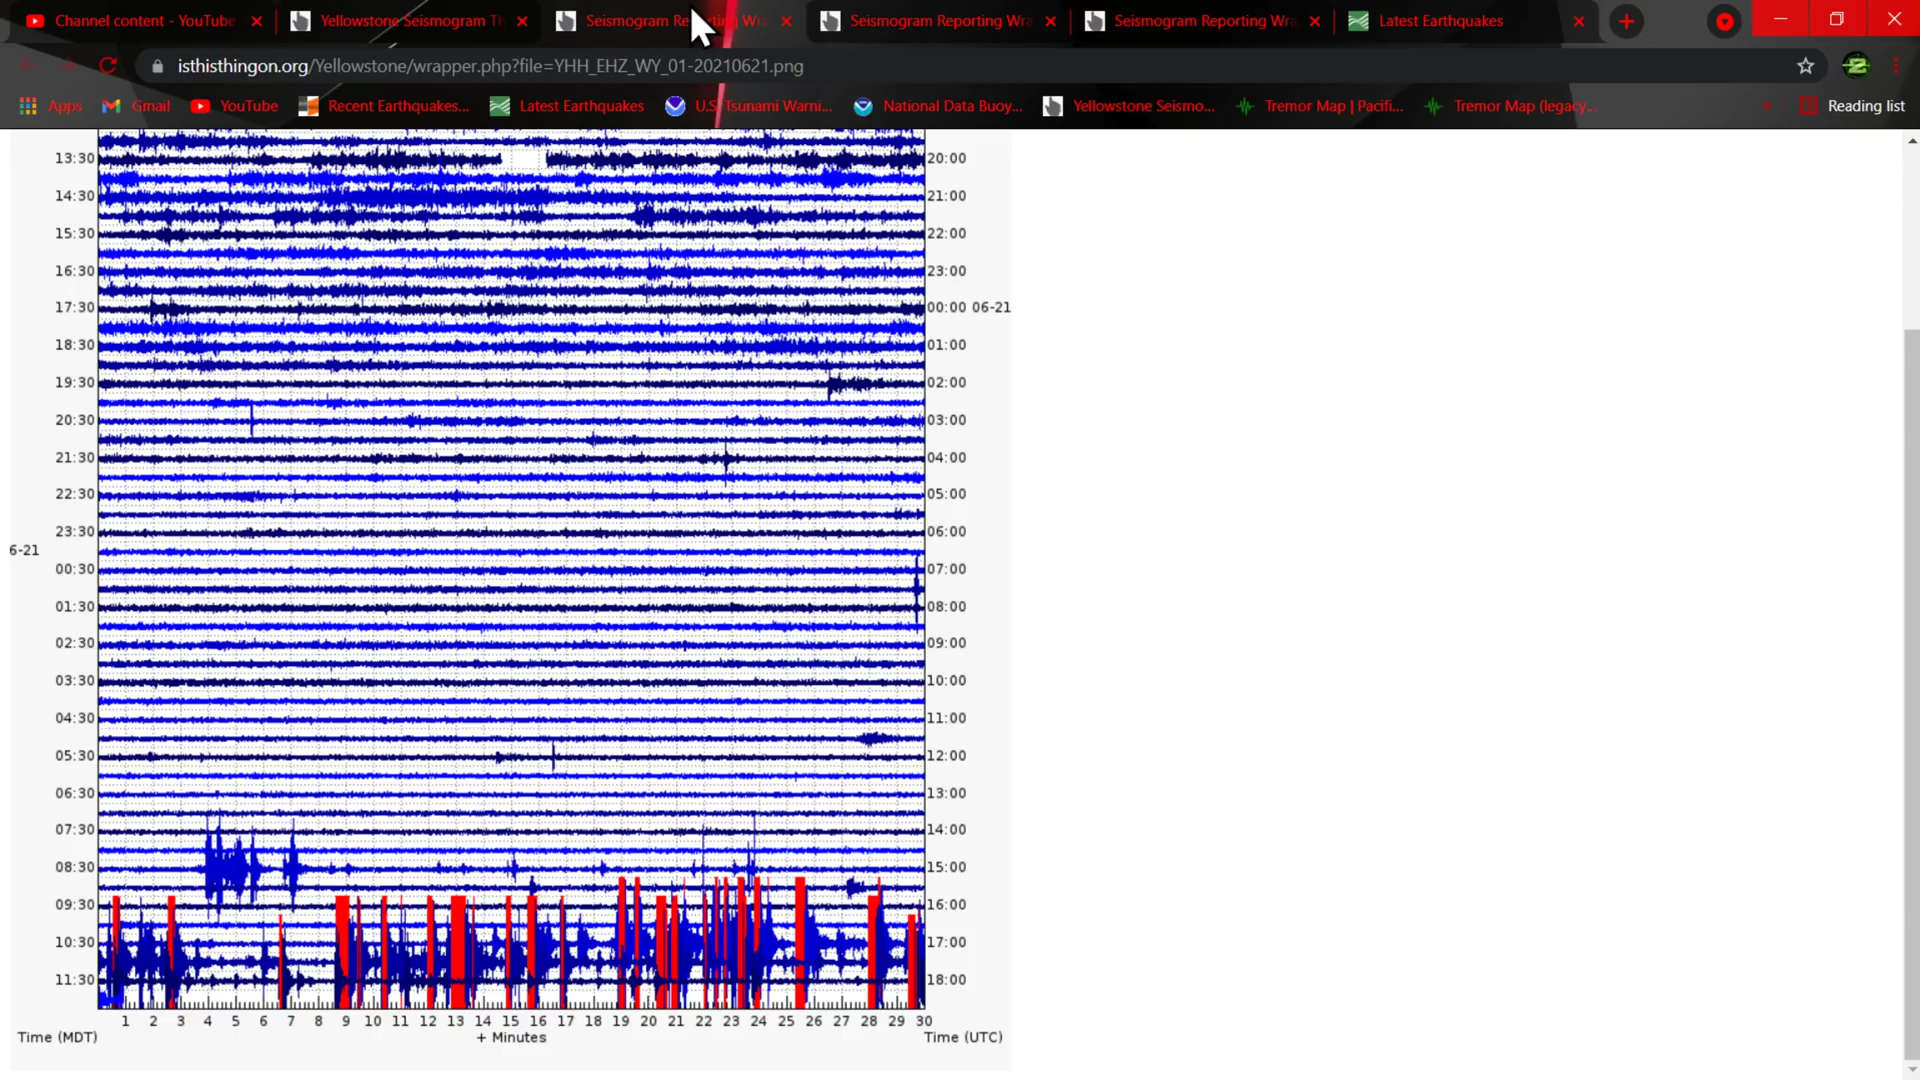 Channel content - YouTube
Yellowstone Seismogram Th
Seismogram Reporting Wra
Seismogram Reporting Wra
Seismogram Reporting Wra
Latest Earthquakes
isthisthingon.org/Yellowstone/wrapper.php?file=YHH_EHZ_WY_01-20210621.png
Apps Gmail YouTube Recent Earthquakes... Latest Earthquakes U.S. Tsunami Warni... National Data Buoy... Yellowstone Seismo... Tremor Map | Pacifi... Tremor Map (legacy... Reading list
13:30 20:00
14:30 21:00
15:30 22:00
16:30 23:00
17:30 00:00 06-21
18:30 01:00
19:30 02:00
20:30 03:00
21:30 04:00
22:30 05:00
23:30 06:00
6-21
00:30 07:00
01:30 08:00
02:30 09:00
03:30 10:00
04:30 11:00
05:30 12:00
06:30 13:00
07:30 14:00
08:30 15:00
09:30 16:00
10:30 17:00
11:30 18:00
1 2 3 4 5 6 7 8 9 10 11 12 13 14 15 16 17 18 19 20 21 22 23 24 25 26 27 28 29 30
Time (MDT) + Minutes Time (UTC)